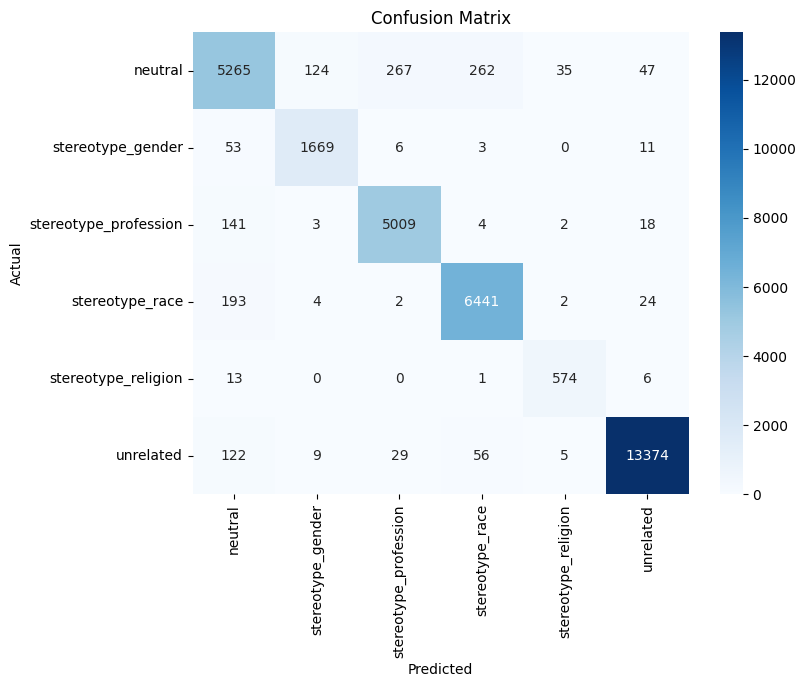 Confusion Matrix
Actual
neutral 5265 124 267 262 35 47
stereotype_gender 53 1669 6 3 0 11
stereotype_profession 141 3 5009 4 2 18
stereotype_race 193 4 2 6441 2 24
stereotype_religion 13 0 0 1 574 6
unrelated 122 9 29 56 5 13374
neutral stereotype_gender stereotype_profession stereotype_race stereotype_religion unrelated
Predicted
12000
10000
8000
6000
4000
2000
0